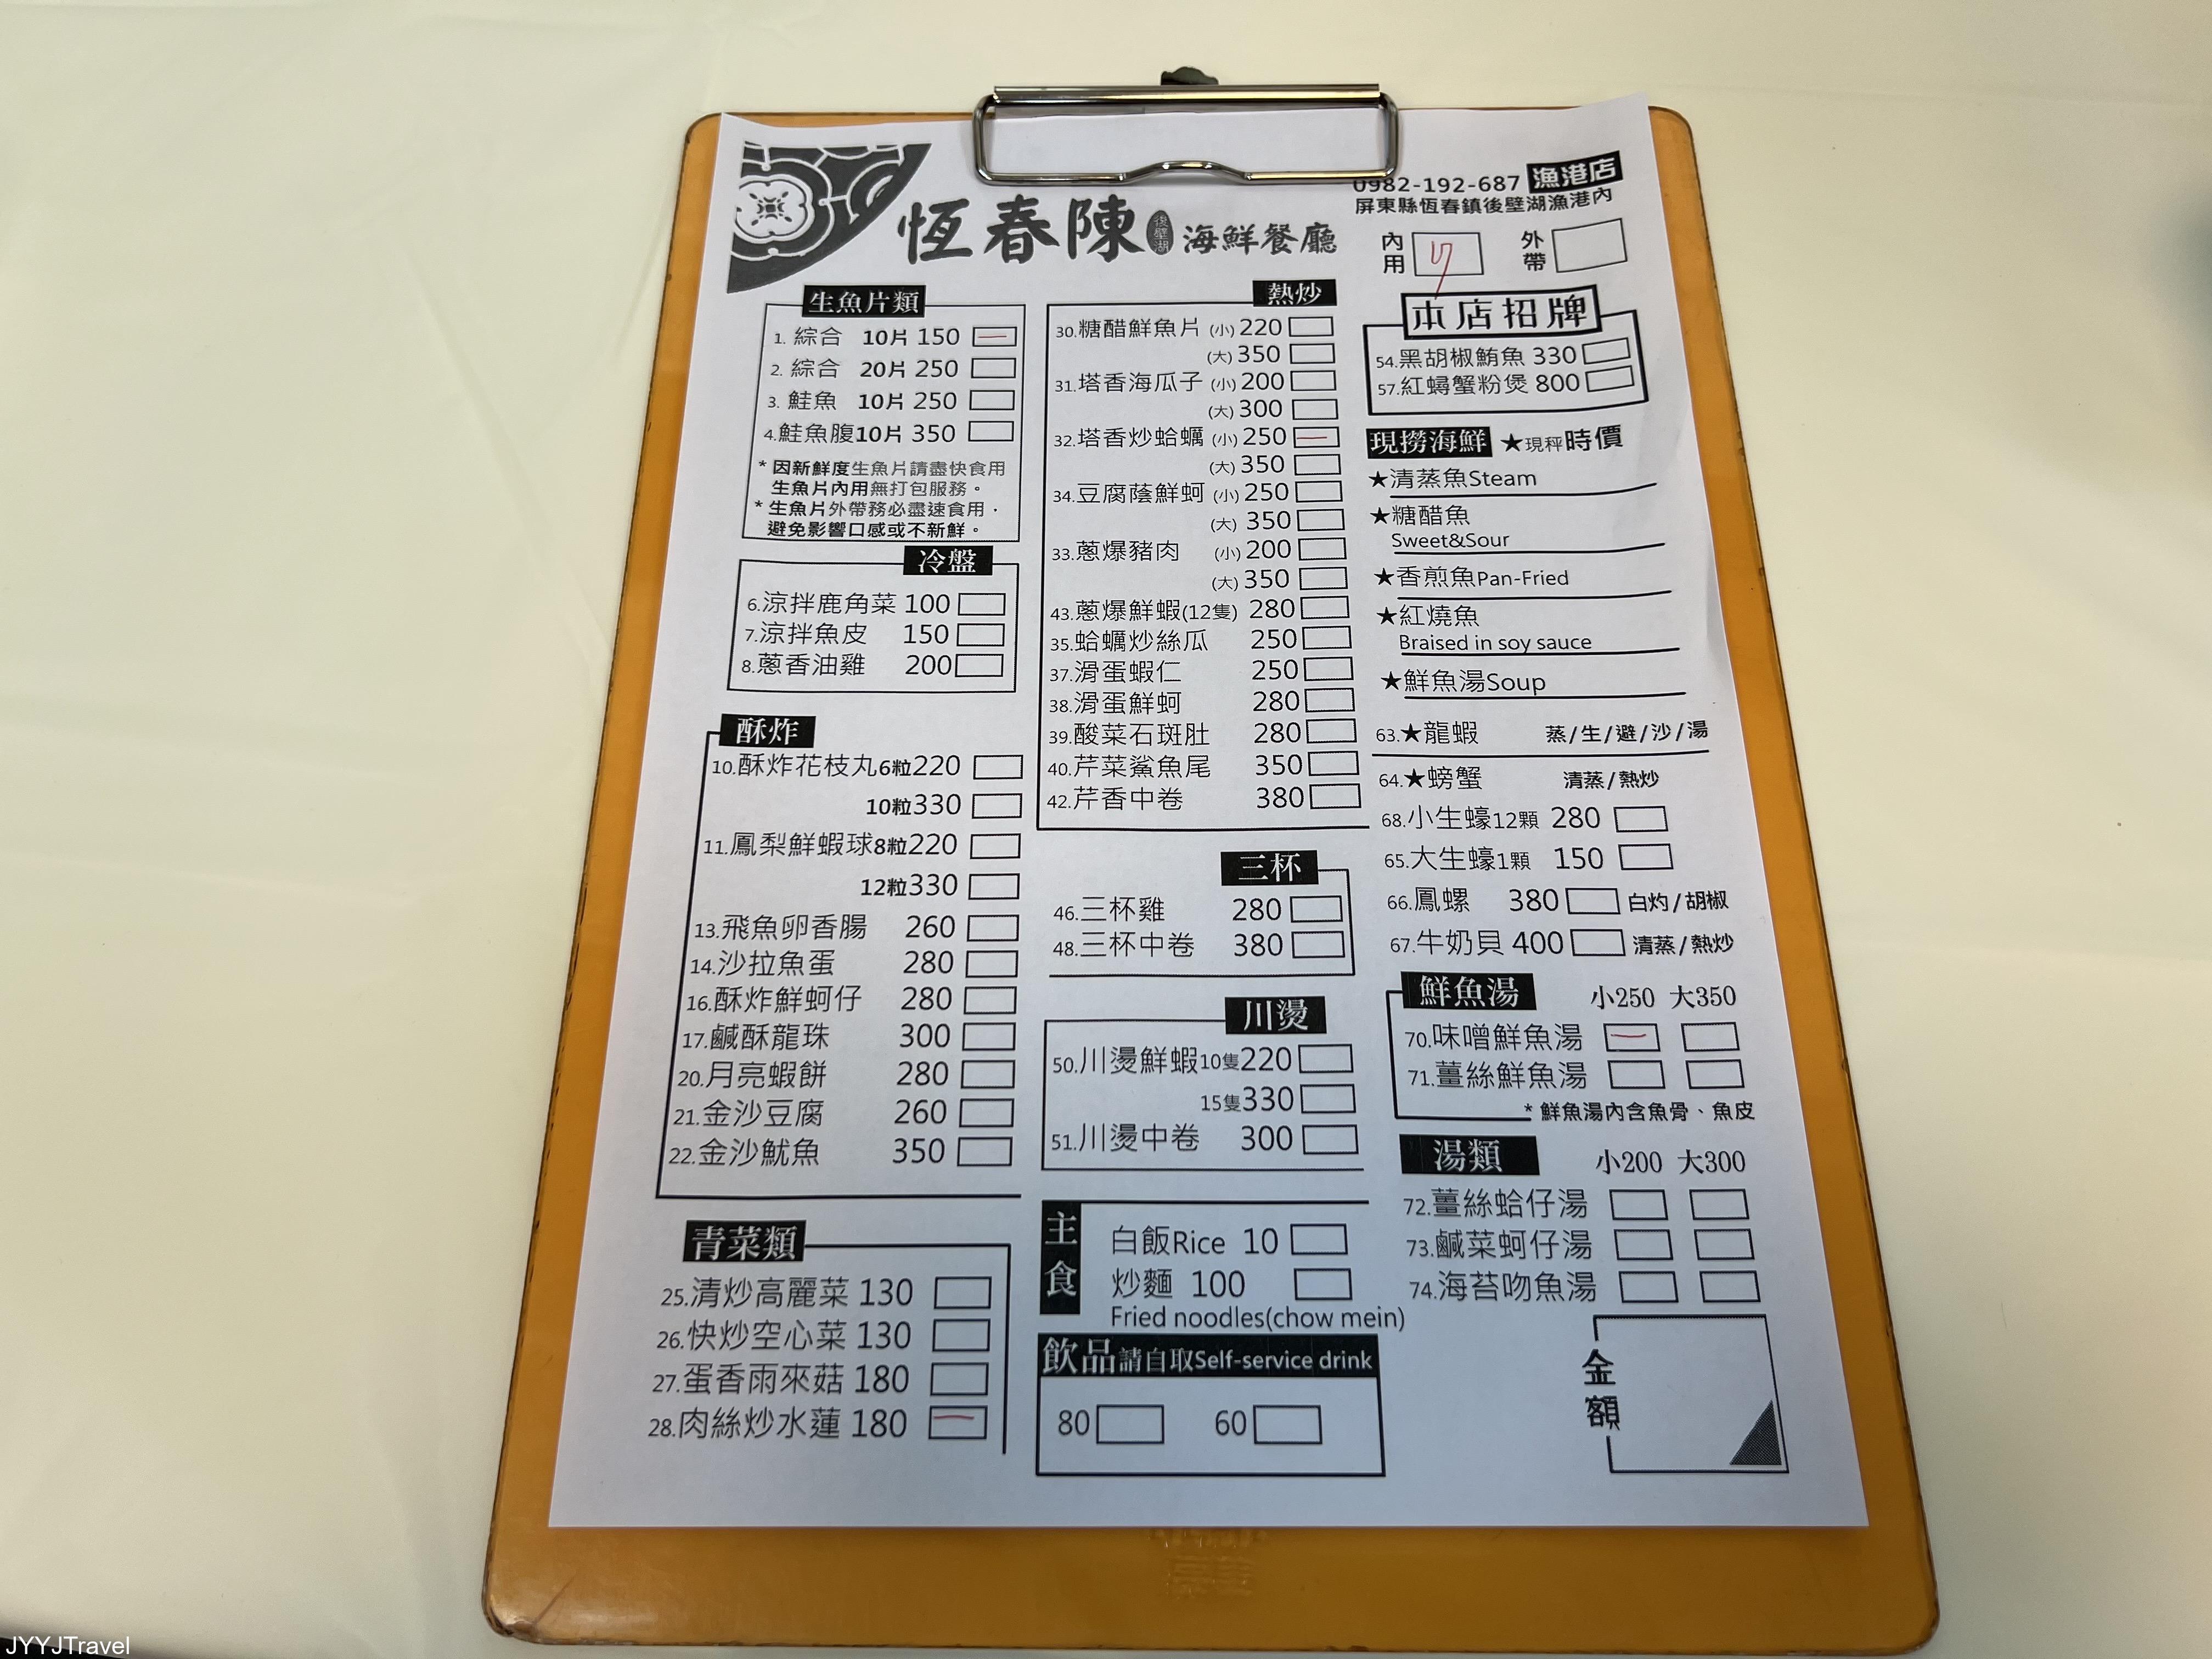 恆春陳 後壁湖 海鮮餐廳
0982-192-687 漁港店
屏東縣恆春鎮後壁湖漁港內
內用 外帶
生魚片類
1. 綜合 10片 150 一
2. 綜合 20片 250
3. 鮭魚 10片 250
4.鮭魚腹10片 350
* 因新鮮度生魚片請盡快食用
生魚片內用無打包服務。
* 生魚片外帶務必盡速食用,
避免影響口感或不新鮮。
冷盤
6.涼拌鹿角菜 100
7.涼拌魚皮 150
8.蔥香油雞 200
酥炸
10.酥炸花枝丸6粒220
10粒330
11.鳳梨鮮蝦球8粒220
12粒330
13.飛魚卵香腸 260
14.沙拉魚蛋 280
16.酥炸鮮蚵仔 280
17.鹹酥龍珠 300
20.月亮蝦餅 280
21.金沙豆腐 260
22.金沙魷魚 350
青菜類
25.清炒高麗菜 130
26.快炒空心菜 130
27.蛋香雨來菇 180
28.肉絲炒水蓮 180 一
熱炒
30.糖醋鮮魚片 (小) 220
(大) 350
31.塔香海瓜子 (小) 200
(大) 300
32.塔香炒蛤蠣 (小) 250 一
(大) 350
34.豆腐蔭鮮蚵 (小) 250
(大) 350
33.蔥爆豬肉 (小) 200
(大) 350
43.蔥爆鮮蝦(12隻) 280
35.蛤蠣炒絲瓜 250
37.滑蛋蝦仁 250
38.滑蛋鮮蚵 280
39.酸菜石斑肚 280
40.芹菜鯊魚尾 350
42.芹香中卷 380
三杯
46.三杯雞 280
48.三杯中卷 380
川燙
50.川燙鮮蝦10隻220
15隻330
51.川燙中卷 300
主食
白飯Rice 10
炒麵 100
Fried noodles(chow mein)
飲品請自取Self-service drink
80 60
本店招牌
54.黑胡椒鮪魚 330
57.紅蟳蟹粉煲 800
現撈海鮮 ★現秤時價
★清蒸魚Steam
★糖醋魚
Sweet&Sour
★香煎魚Pan-Fried
★紅燒魚
Braised in soy sauce
★鮮魚湯Soup
63.★龍蝦 蒸/生/避/沙/湯
64.★螃蟹 清蒸/熱炒
68.小生蠔12顆 280
65.大生蠔1顆 150
66.鳳螺 380 白灼/胡椒
67.牛奶貝 400 清蒸/熱炒
鮮魚湯 小250 大350
70.味噌鮮魚湯 一
71.薑絲鮮魚湯
* 鮮魚湯內含魚骨、魚皮
湯類 小200 大300
72.薑絲蛤仔湯
73.鹹菜蚵仔湯
74.海苔吻魚湯
金額
JYYJTravel